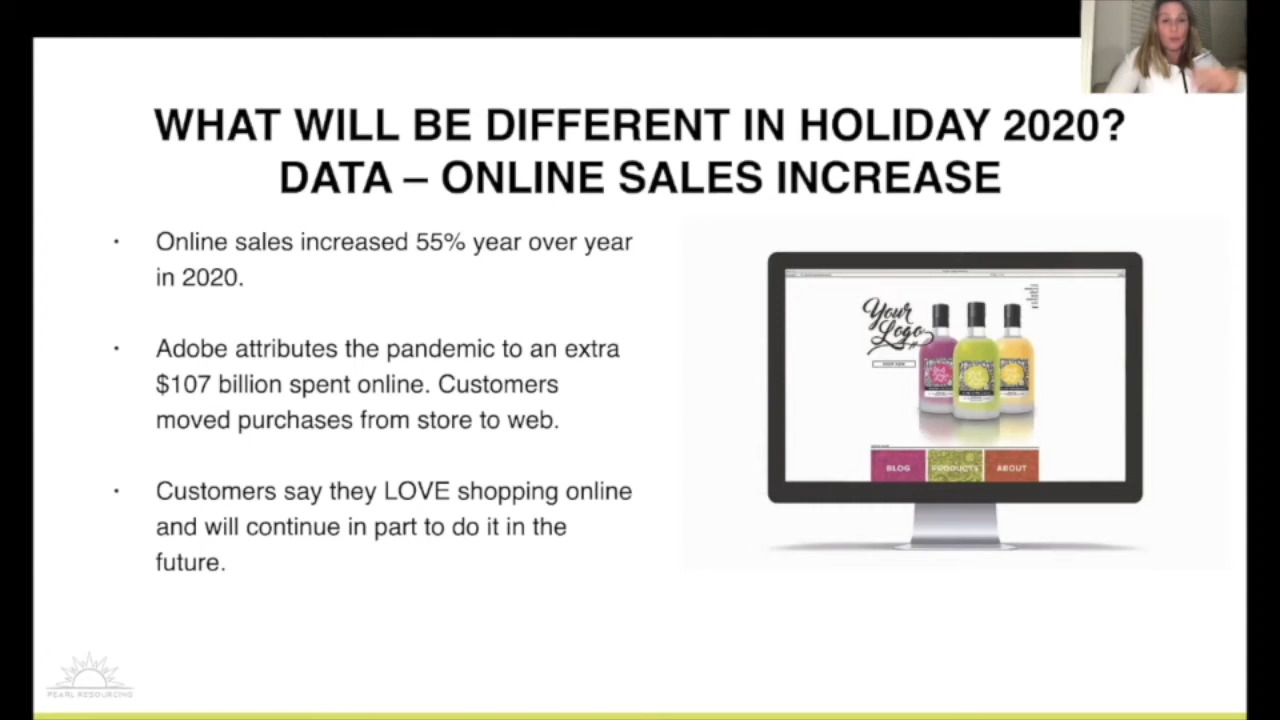 WHAT WILL BE DIFFERENT IN HOLIDAY 2020?
DATA – ONLINE SALES INCREASE
· Online sales increased 55% year over year
in 2020.
· Adobe attributes the pandemic to an extra
$107 billion spent online. Customers
moved purchases from store to web.
· Customers say they LOVE shopping online
and will continue in part to do it in the
future.
Your
Logo
BLOG PRODUCTS ABOUT
PEARL RESOURCING